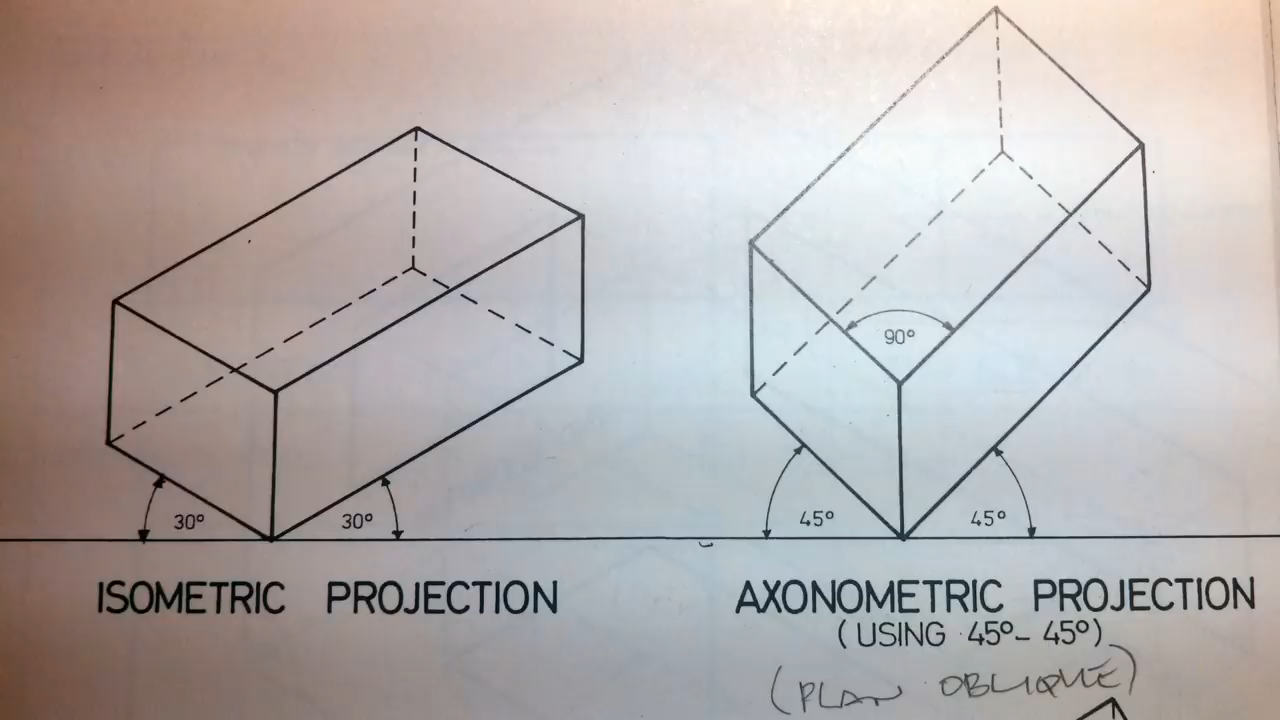 90°
30° 30° 45° 45°
ISOMETRIC PROJECTION AXONOMETRIC PROJECTION
(USING 45°- 45°)
(PLAN OBLIQUE)